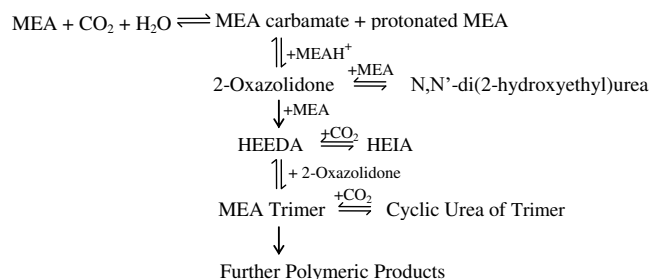 MEA + CO₂ + H₂O ⇌ MEA carbamate + protonated MEA
+MEAH⁺
2-Oxazolidone +MEA ⇌ N,N’-di(2-hydroxyethyl)urea
+MEA
HEEDA +CO₂ ⇌ HEIA
+ 2-Oxazolidone
MEA Trimer +CO₂ ⇌ Cyclic Urea of Trimer
Further Polymeric Products